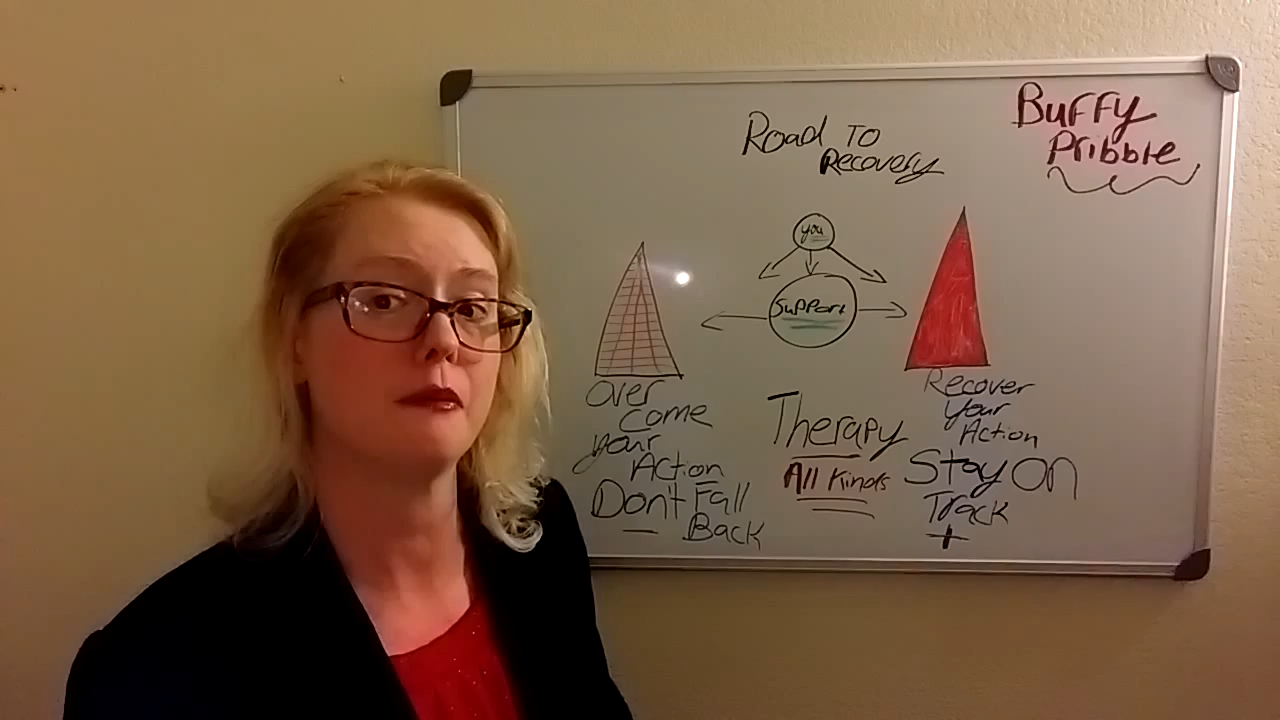 Buffy
Pribble
Road To
Recovery
you
Support
Over
come
your
Action
Don't Fall
Back
Therapy
All Kinds
Recover
Your
Action
Stay On
Track
+